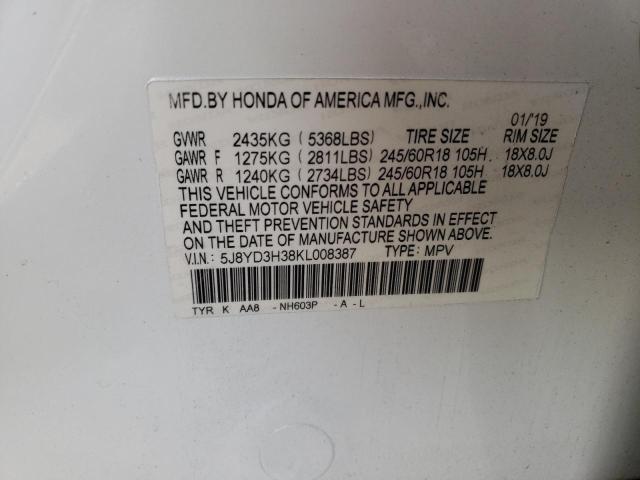 MFD.BY HONDA OF AMERICA MFG.,INC.
01/19
GVWR 2435KG (5368LBS) TIRE SIZE RIM SIZE
GAWR F 1275KG (2811LBS) 245/60R18 105H 18X8.0J
GAWR R 1240KG (2734LBS) 245/60R18 105H 18X8.0J
THIS VEHICLE CONFORMS TO ALL APPLICABLE
FEDERAL MOTOR VEHICLE SAFETY
AND THEFT PREVENTION STANDARDS IN EFFECT
ON THE DATE OF MANUFACTURE SHOWN ABOVE.
V.I.N.: 5J8YD3H38KL008387 TYPE: MPV
TYR K AA8 -NH603P -A-L